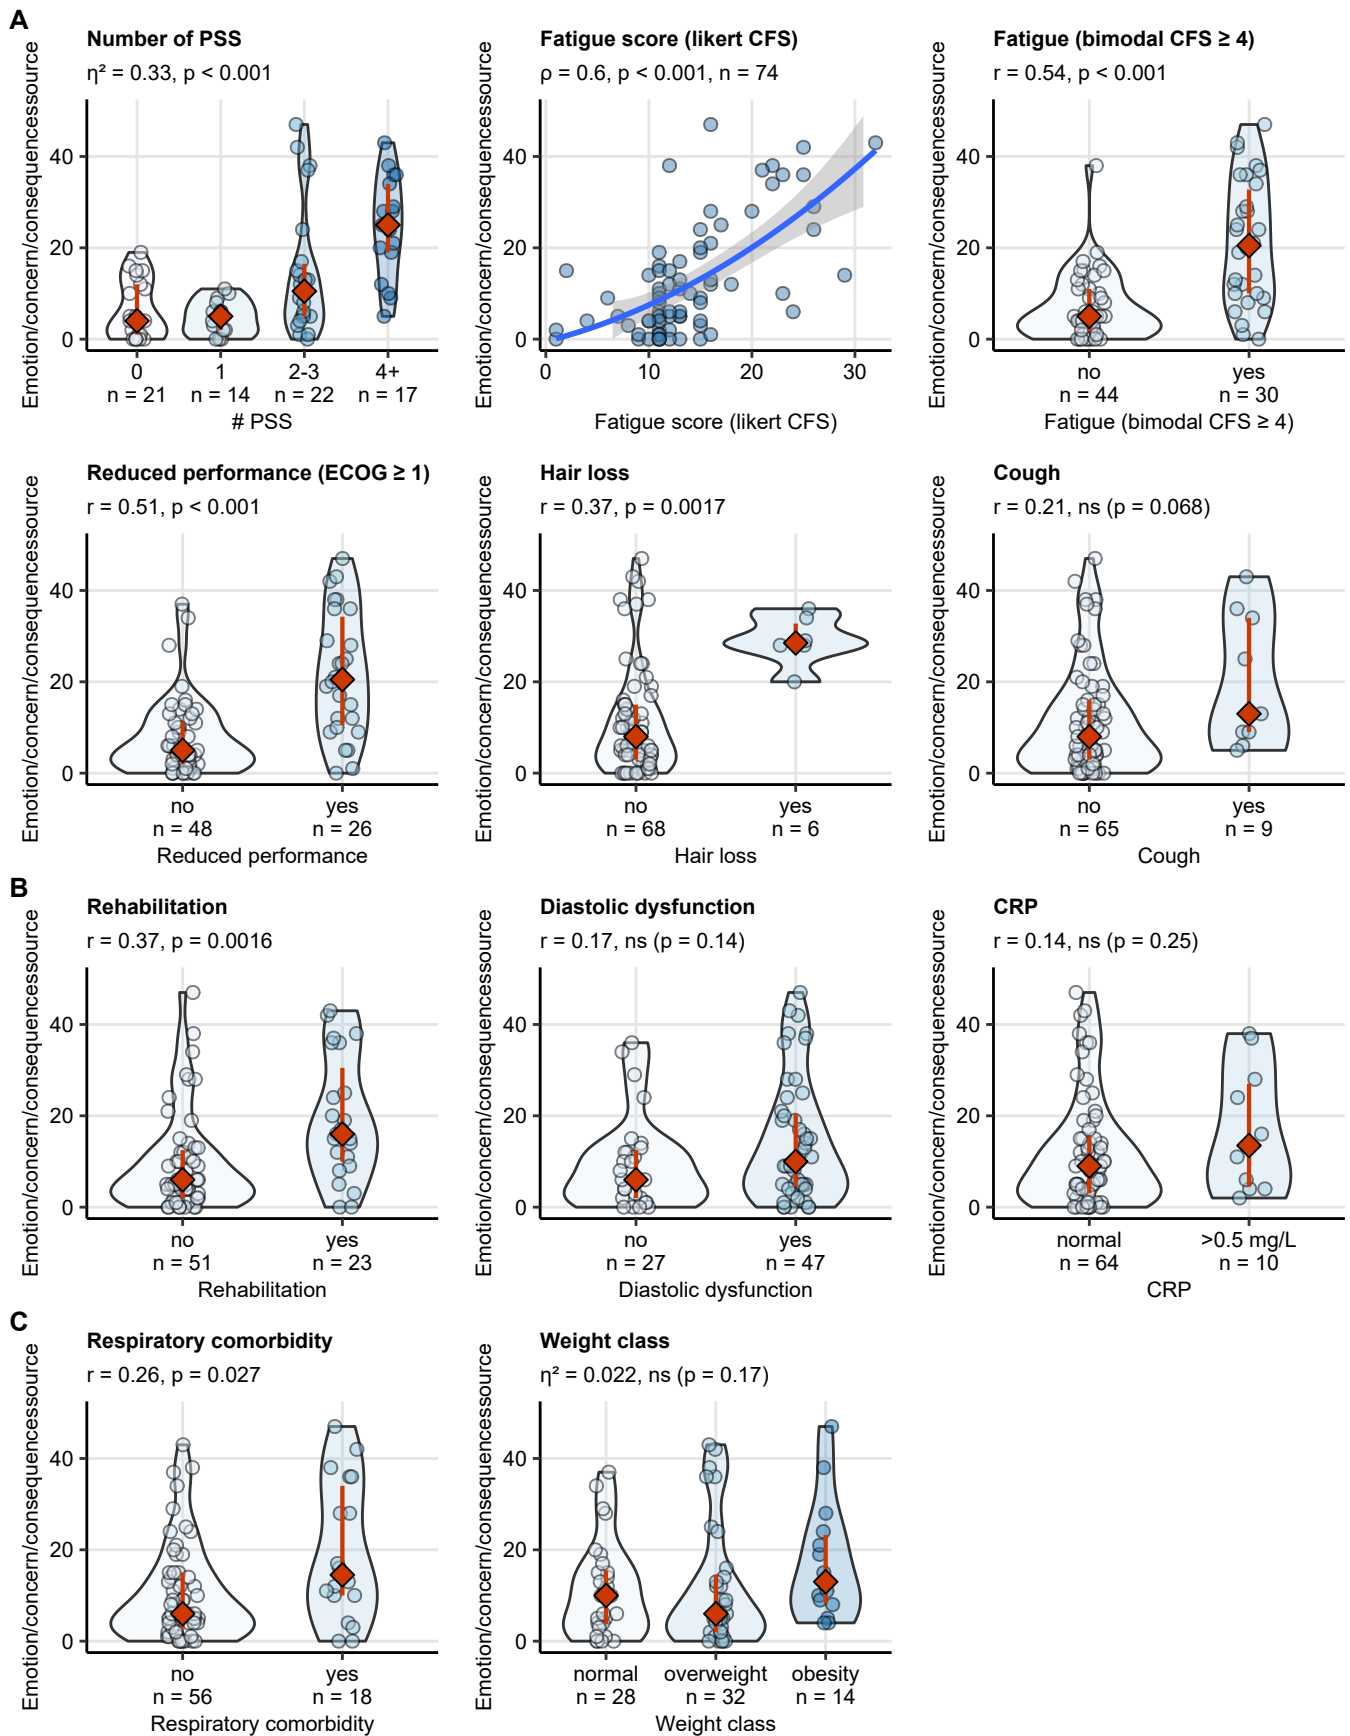 A
Number of PSS
η² = 0.33, p < 0.001
Emotion/concern/consequencessource
40
20
0
0
1
2-3
4+
n = 21
n = 14
n = 22
n = 17
# PSS
Fatigue score (likert CFS)
ρ = 0.6, p < 0.001, n = 74
Emotion/concern/consequencessource
40
20
0
0
10
20
30
Fatigue score (likert CFS)
Fatigue (bimodal CFS ≥ 4)
r = 0.54, p < 0.001
Emotion/concern/consequencessource
40
20
0
no
yes
n = 44
n = 30
Fatigue (bimodal CFS ≥ 4)
Reduced performance (ECOG ≥ 1)
r = 0.51, p < 0.001
Emotion/concern/consequencessource
40
20
0
no
yes
n = 48
n = 26
Reduced performance
Hair loss
r = 0.37, p = 0.0017
Emotion/concern/consequencessource
40
20
0
no
yes
n = 68
n = 6
Hair loss
Cough
r = 0.21, ns (p = 0.068)
Emotion/concern/consequencessource
40
20
0
no
yes
n = 65
n = 9
Cough
B
Rehabilitation
r = 0.37, p = 0.0016
Emotion/concern/consequencessource
40
20
0
no
yes
n = 51
n = 23
Rehabilitation
Diastolic dysfunction
r = 0.17, ns (p = 0.14)
Emotion/concern/consequencessource
40
20
0
no
yes
n = 27
n = 47
Diastolic dysfunction
CRP
r = 0.14, ns (p = 0.25)
Emotion/concern/consequencessource
40
20
0
normal
>0.5 mg/L
n = 64
n = 10
CRP
C
Respiratory comorbidity
r = 0.26, p = 0.027
Emotion/concern/consequencessource
40
20
0
no
yes
n = 56
n = 18
Respiratory comorbidity
Weight class
η² = 0.022, ns (p = 0.17)
Emotion/concern/consequencessource
40
20
0
normal
overweight
obesity
n = 28
n = 32
n = 14
Weight class